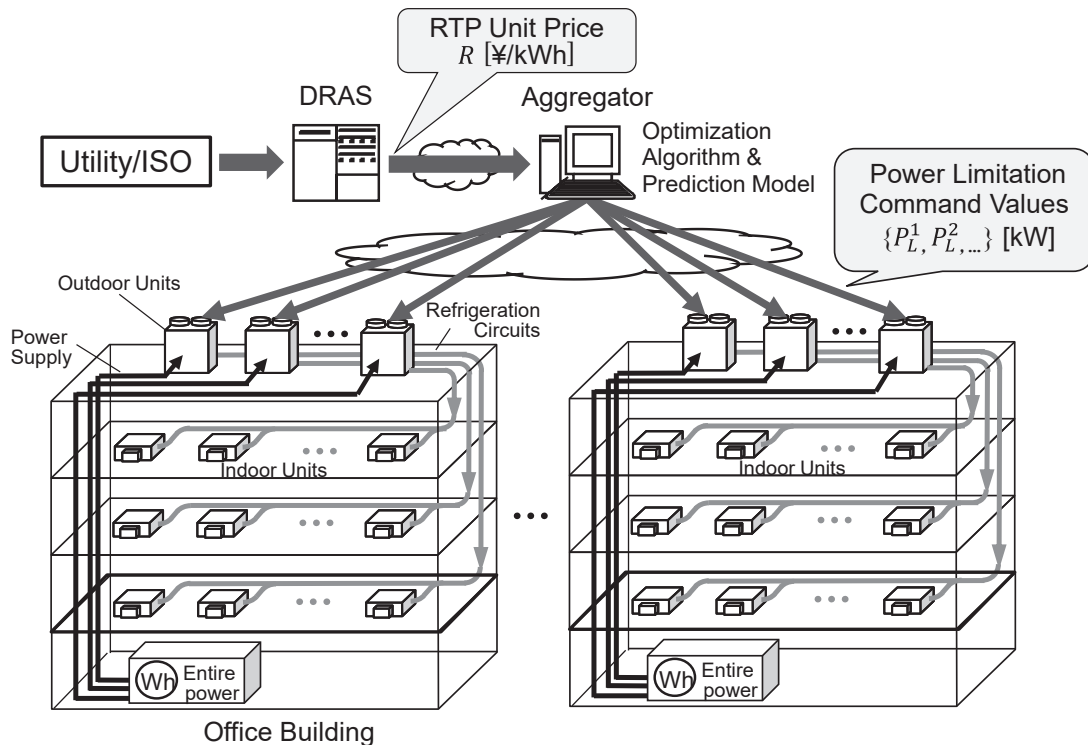 RTP Unit Price
R [¥/kWh]
DRAS
Aggregator
Utility/ISO
Optimization
Algorithm &
Prediction Model
Power Limitation
Command Values
{P_L^1, P_L^2,...} [kW]
Outdoor Units
Refrigeration
Circuits
Power
Supply
...
...
Indoor Units
Indoor Units
...
...
...
...
...
...
...
Wh
Entire
power
Wh
Entire
power
Office Building